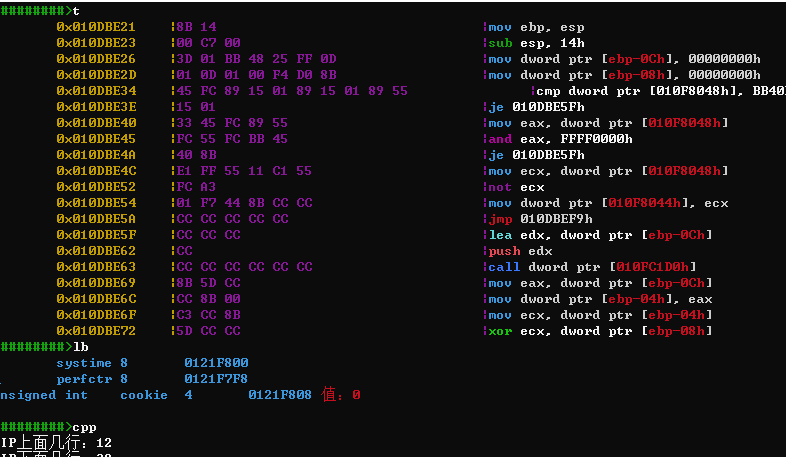 ########>t
0x010DBE21 ¦8B 14 ¦mov ebp, esp
0x010DBE23 ¦00 C7 00 ¦sub esp, 14h
0x010DBE26 ¦3D 01 BB 48 25 FF 0D ¦mov dword ptr [ebp-0Ch], 00000000h
0x010DBE2D ¦01 0D 01 00 F4 D0 8B ¦mov dword ptr [ebp-08h], 00000000h
0x010DBE34 ¦45 FC 89 15 01 89 15 01 89 55 ¦cmp dword ptr [010F8048h], BB40
0x010DBE3E ¦15 01 ¦je 010DBE5Fh
0x010DBE40 ¦33 45 FC 89 55 ¦mov eax, dword ptr [010F8048h]
0x010DBE45 ¦FC 55 FC BB 45 ¦and eax, FFFF0000h
0x010DBE4A ¦40 8B ¦je 010DBE5Fh
0x010DBE4C ¦E1 FF 55 11 C1 55 ¦mov ecx, dword ptr [010F8048h]
0x010DBE52 ¦FC A3 ¦not ecx
0x010DBE54 ¦01 F7 44 8B CC CC ¦mov dword ptr [010F8044h], ecx
0x010DBE5A ¦CC CC CC CC CC ¦jmp 010DBEF9h
0x010DBE5F ¦CC CC CC ¦lea edx, dword ptr [ebp-0Ch]
0x010DBE62 ¦CC ¦push edx
0x010DBE63 ¦CC CC CC CC CC CC ¦call dword ptr [010FC1D0h]
0x010DBE69 ¦8B 5D CC ¦mov eax, dword ptr [ebp-0Ch]
0x010DBE6C ¦CC 8B 00 ¦mov dword ptr [ebp-04h], eax
0x010DBE6F ¦C3 CC 8B ¦mov ecx, dword ptr [ebp-04h]
0x010DBE72 ¦5D CC CC ¦xor ecx, dword ptr [ebp-08h]
########>lb
systime 8 0121F800
perfctr 8 0121F7F8
nsigned int cookie 4 0121F808 值：0
########>cpp
IP上面几行：12